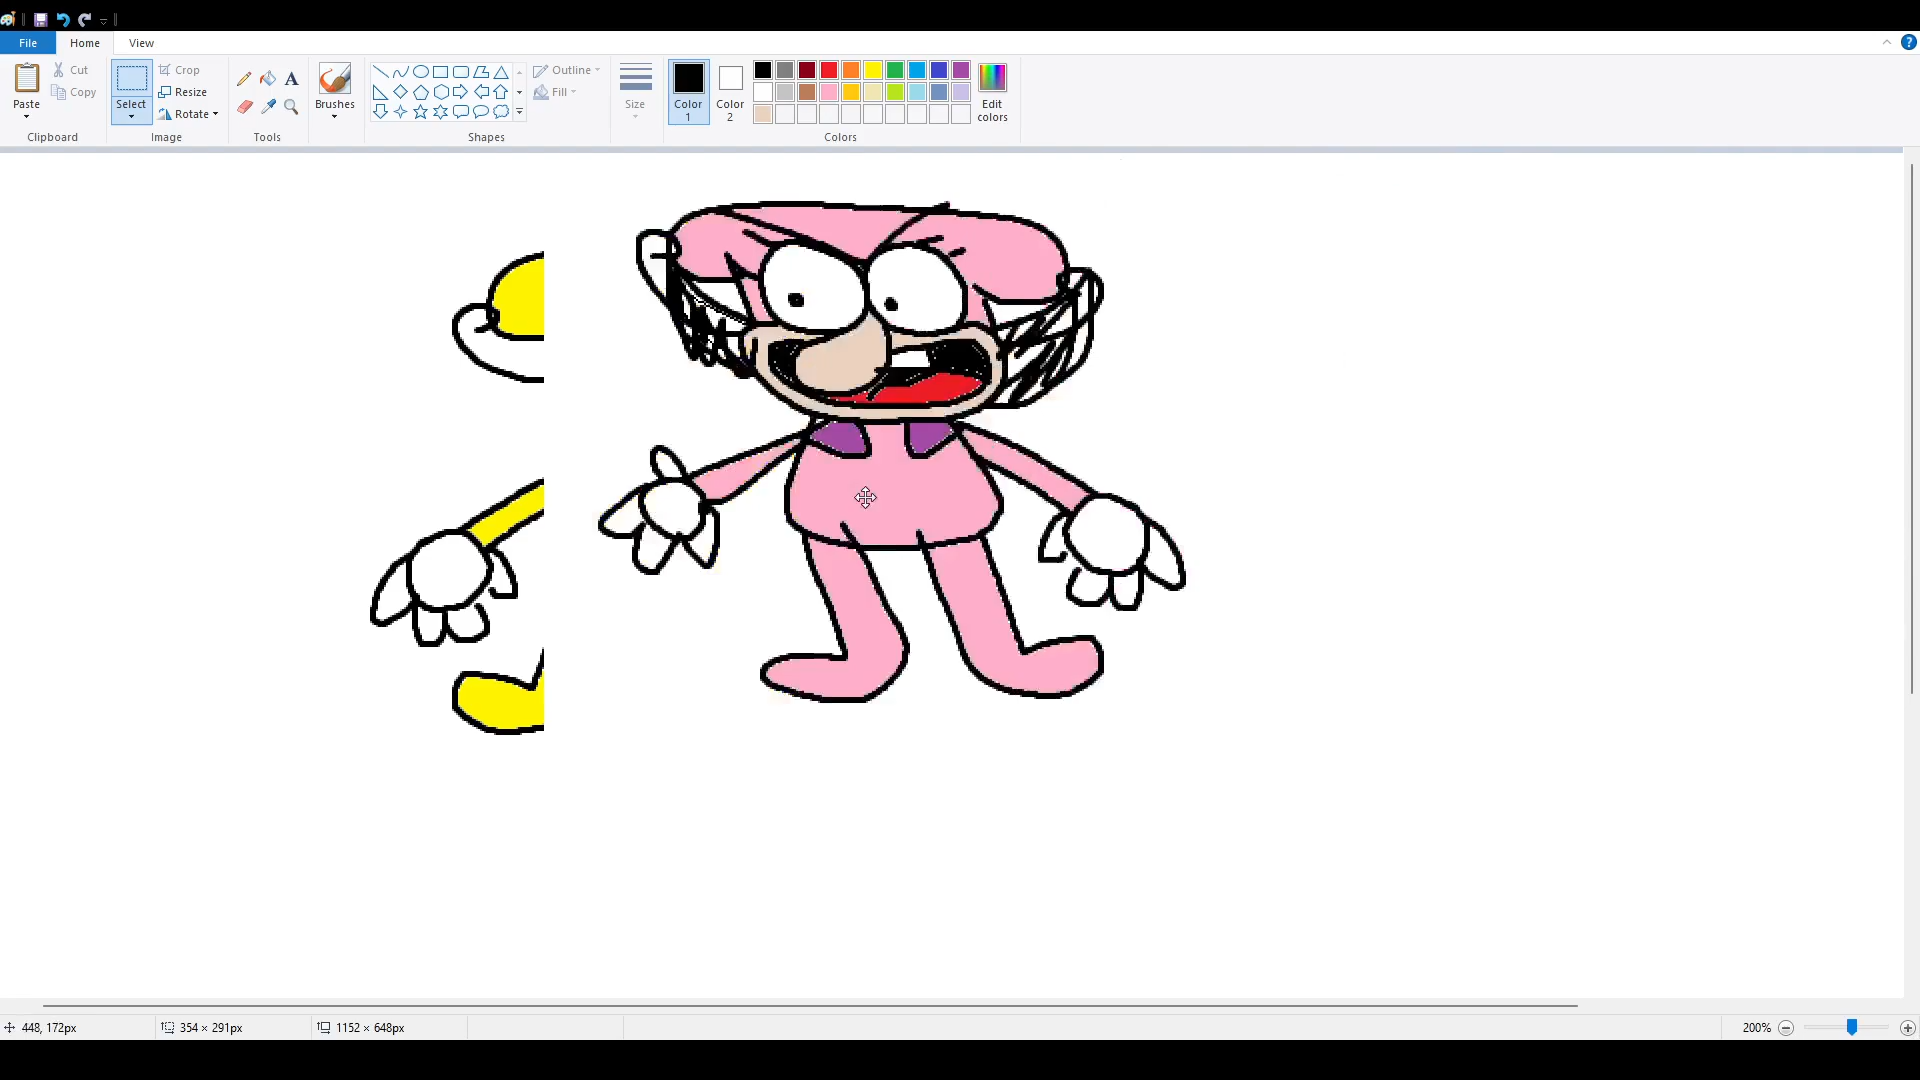 File Home View
Paste Cut Copy
Select Crop Resize Rotate
A
Brushes
Outline Fill
Size
Color 1 Color 2
Edit colors
?
Clipboard Image Tools Shapes Colors
448, 172px 354 × 291px 1152 × 648px 200%